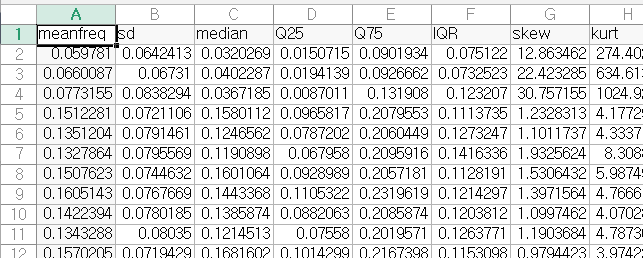 A B C D E F G H
1 meanfreq sd median Q25 Q75 IQR skew kurt
2 0.059781 0.0642413 0.0320269 0.0150715 0.0901934 0.075122 12.863462 274.40
3 0.0660087 0.06731 0.0402287 0.0194139 0.0926662 0.0732523 22.423285 634.61
4 0.0773155 0.0838294 0.0367185 0.0087011 0.131908 0.123207 30.757155 1024.9
5 0.1512281 0.0721106 0.1580112 0.0965817 0.2079553 0.1113735 1.2328313 4.1772
6 0.1351204 0.0791461 0.1246562 0.0787202 0.2060449 0.1273247 1.1011737 4.3337
7 0.1327864 0.0795569 0.1190898 0.067958 0.2095916 0.1416336 1.9325624 8.308
8 0.1507623 0.0744632 0.1601064 0.0928989 0.2057181 0.1128191 1.5306432 5.9874
9 0.1605143 0.0767669 0.1443368 0.1105322 0.2319619 0.1214297 1.3971564 4.7666
10 0.1422394 0.0780185 0.1385874 0.0882063 0.2085874 0.1203812 1.0997462 4.0702
11 0.1343288 0.08035 0.1214513 0.07558 0.2019571 0.1263771 1.1903684 4.7873
12 0.1570205 0.0719429 0.1681602 0.1014299 0.2167398 0.1153098 0.9794423 3.9742